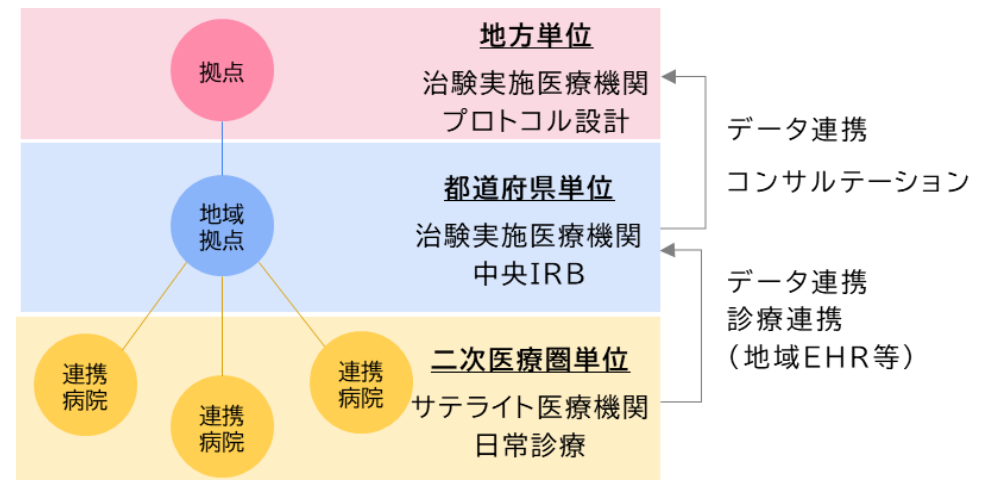 拠点
地方単位
治験実施医療機関
プロトコル設計
データ連携
コンサルテーション
地域
拠点
都道府県単位
治験実施医療機関
中央IRB
データ連携
診療連携
（地域EHR等）
連携
病院
連携
病院
連携
病院
二次医療圏単位
サテライト医療機関
日常診療